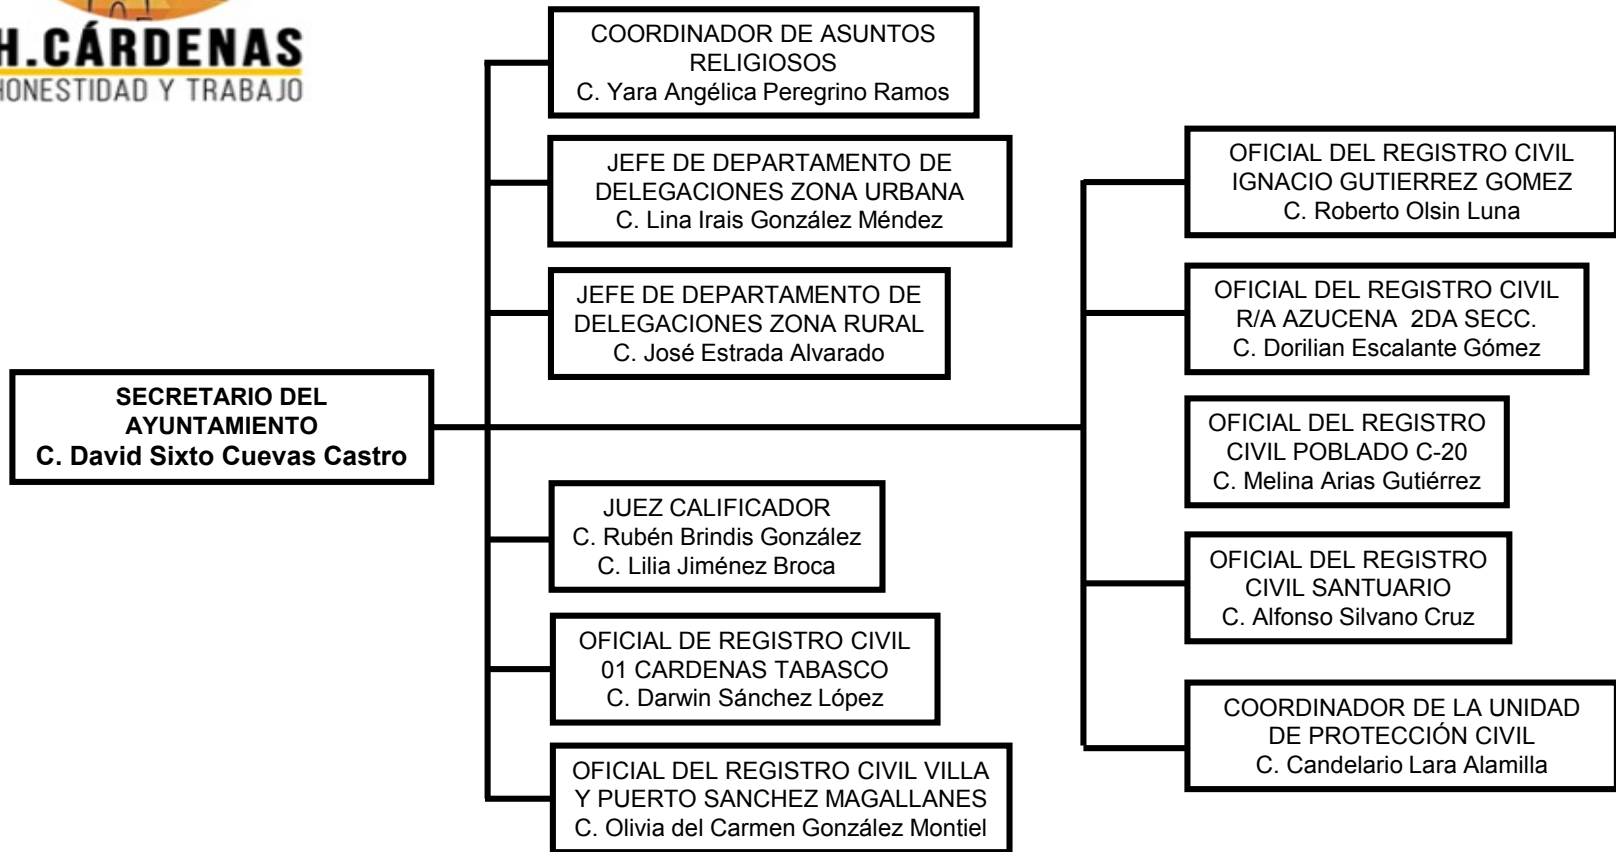 H.CÁRDENAS
HONESTIDAD Y TRABAJO
COORDINADOR DE ASUNTOS
RELIGIOSOS
C. Yara Angélica Peregrino Ramos
JEFE DE DEPARTAMENTO DE
DELEGACIONES ZONA URBANA
C. Lina Irais González Méndez
JEFE DE DEPARTAMENTO DE
DELEGACIONES ZONA RURAL
C. José Estrada Alvarado
SECRETARIO DEL
AYUNTAMIENTO
C. David Sixto Cuevas Castro
JUEZ CALIFICADOR
C. Rubén Brindis González
C. Lilia Jiménez Broca
OFICIAL DE REGISTRO CIVIL
01 CARDENAS TABASCO
C. Darwin Sánchez López
OFICIAL DEL REGISTRO CIVIL VILLA
Y PUERTO SANCHEZ MAGALLANES
C. Olivia del Carmen González Montiel
OFICIAL DEL REGISTRO CIVIL
IGNACIO GUTIERREZ GOMEZ
C. Roberto Olsin Luna
OFICIAL DEL REGISTRO CIVIL
R/A AZUCENA 2DA SECC.
C. Dorilian Escalante Gómez
OFICIAL DEL REGISTRO
CIVIL POBLADO C-20
C. Melina Arias Gutiérrez
OFICIAL DEL REGISTRO
CIVIL SANTUARIO
C. Alfonso Silvano Cruz
COORDINADOR DE LA UNIDAD
DE PROTECCIÓN CIVIL
C. Candelario Lara Alamilla